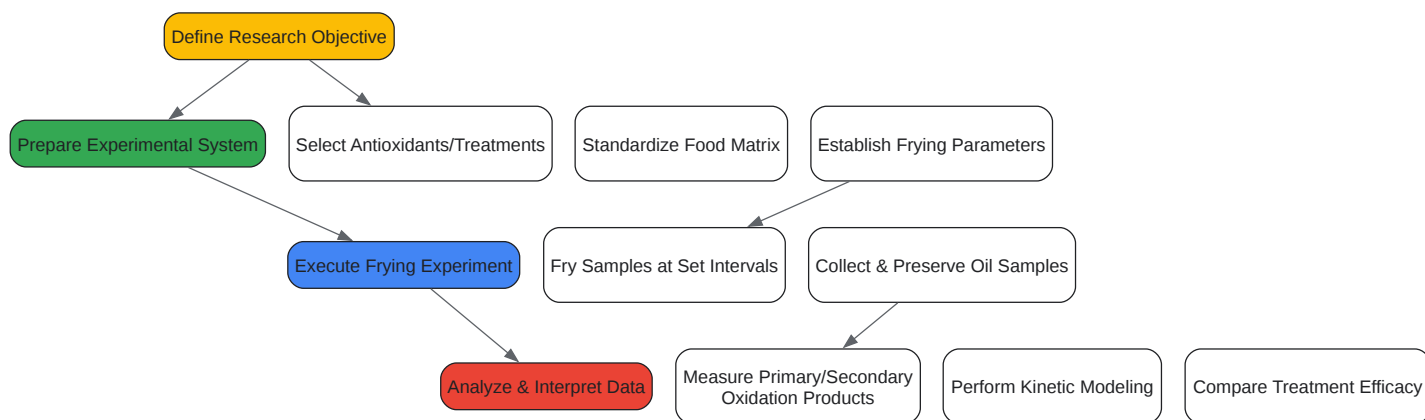 Define Research Objective
Prepare Experimental System
Select Antioxidants/Treatments
Standardize Food Matrix
Establish Frying Parameters
Execute Frying Experiment
Fry Samples at Set Intervals
Collect & Preserve Oil Samples
Analyze & Interpret Data
Measure Primary/Secondary
Oxidation Products
Perform Kinetic Modeling
Compare Treatment Efficacy